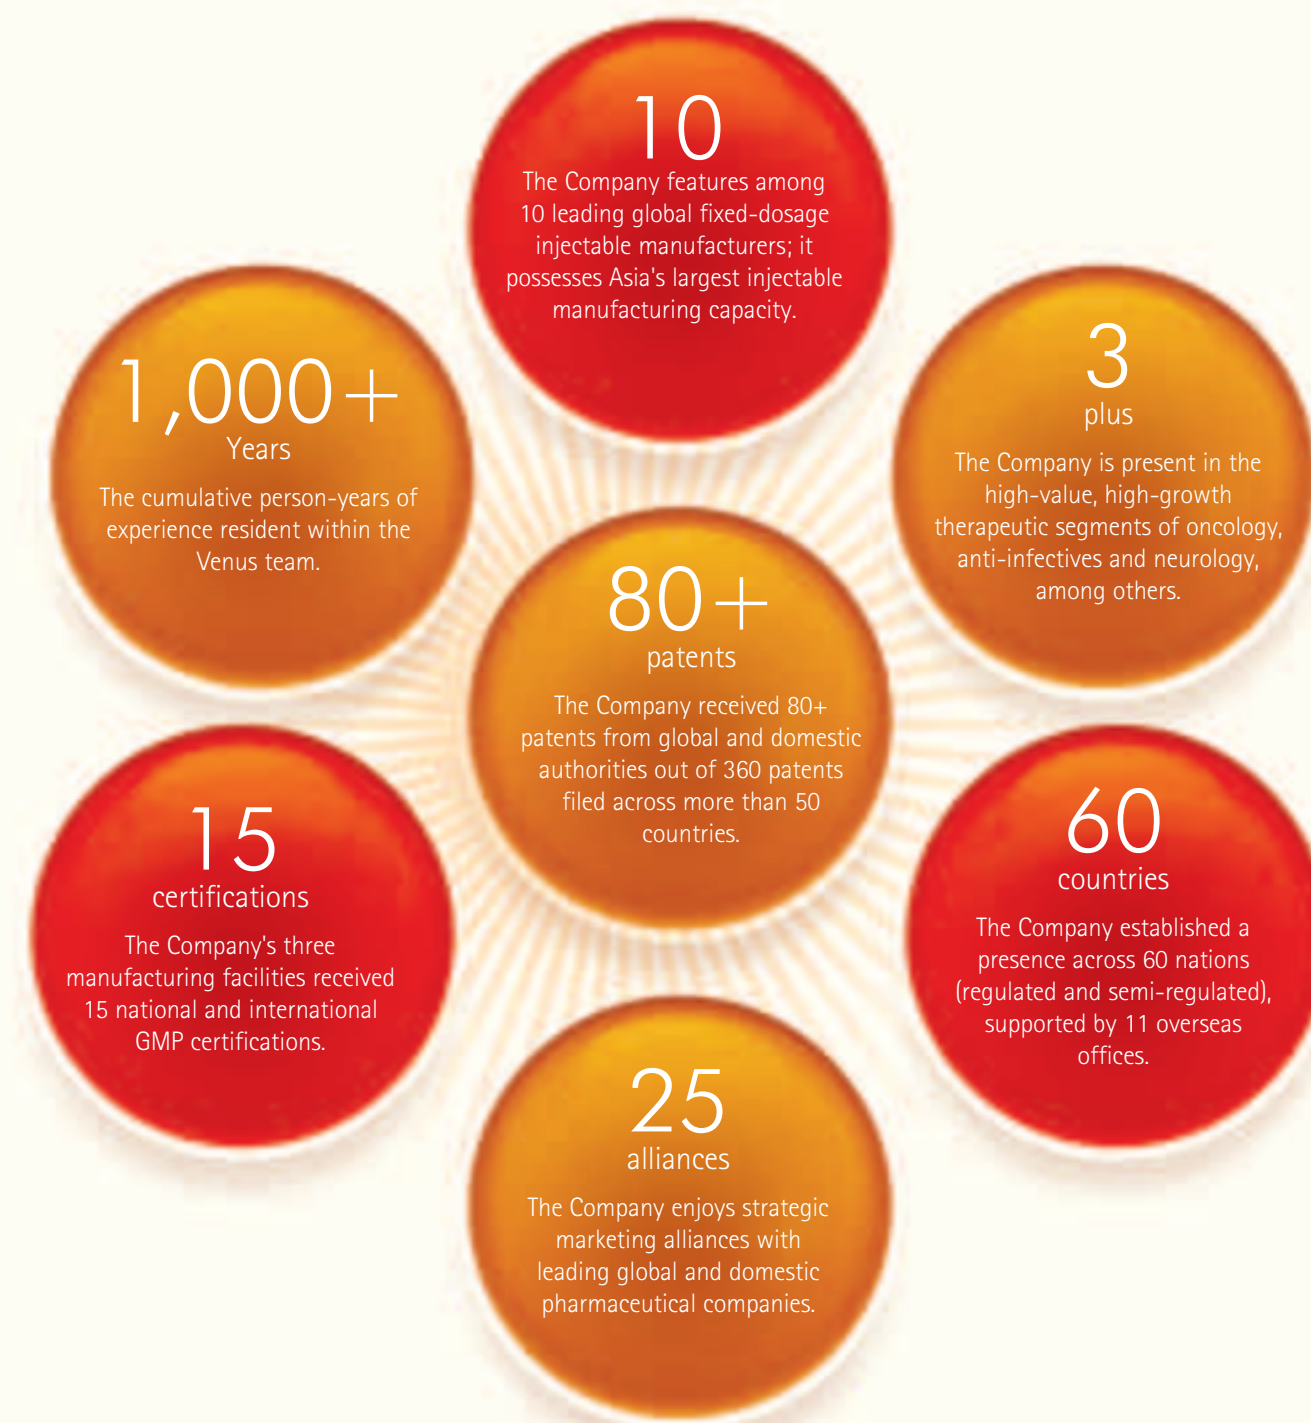 10
The Company features among
10 leading global fixed-dosage
injectable manufacturers; it
possesses Asia's largest injectable
manufacturing capacity.
1,000+
Years
The cumulative person-years of
experience resident within the
Venus team.
3
plus
The Company is present in the
high-value, high-growth
therapeutic segments of oncology,
anti-infectives and neurology,
among others.
80+
patents
The Company received 80+
patents from global and domestic
authorities out of 360 patents
filed across more than 50
countries.
15
certifications
The Company's three
manufacturing facilities received
15 national and international
GMP certifications.
60
countries
The Company established a
presence across 60 nations
(regulated and semi-regulated),
supported by 11 overseas
offices.
25
alliances
The Company enjoys strategic
marketing alliances with
leading global and domestic
pharmaceutical companies.